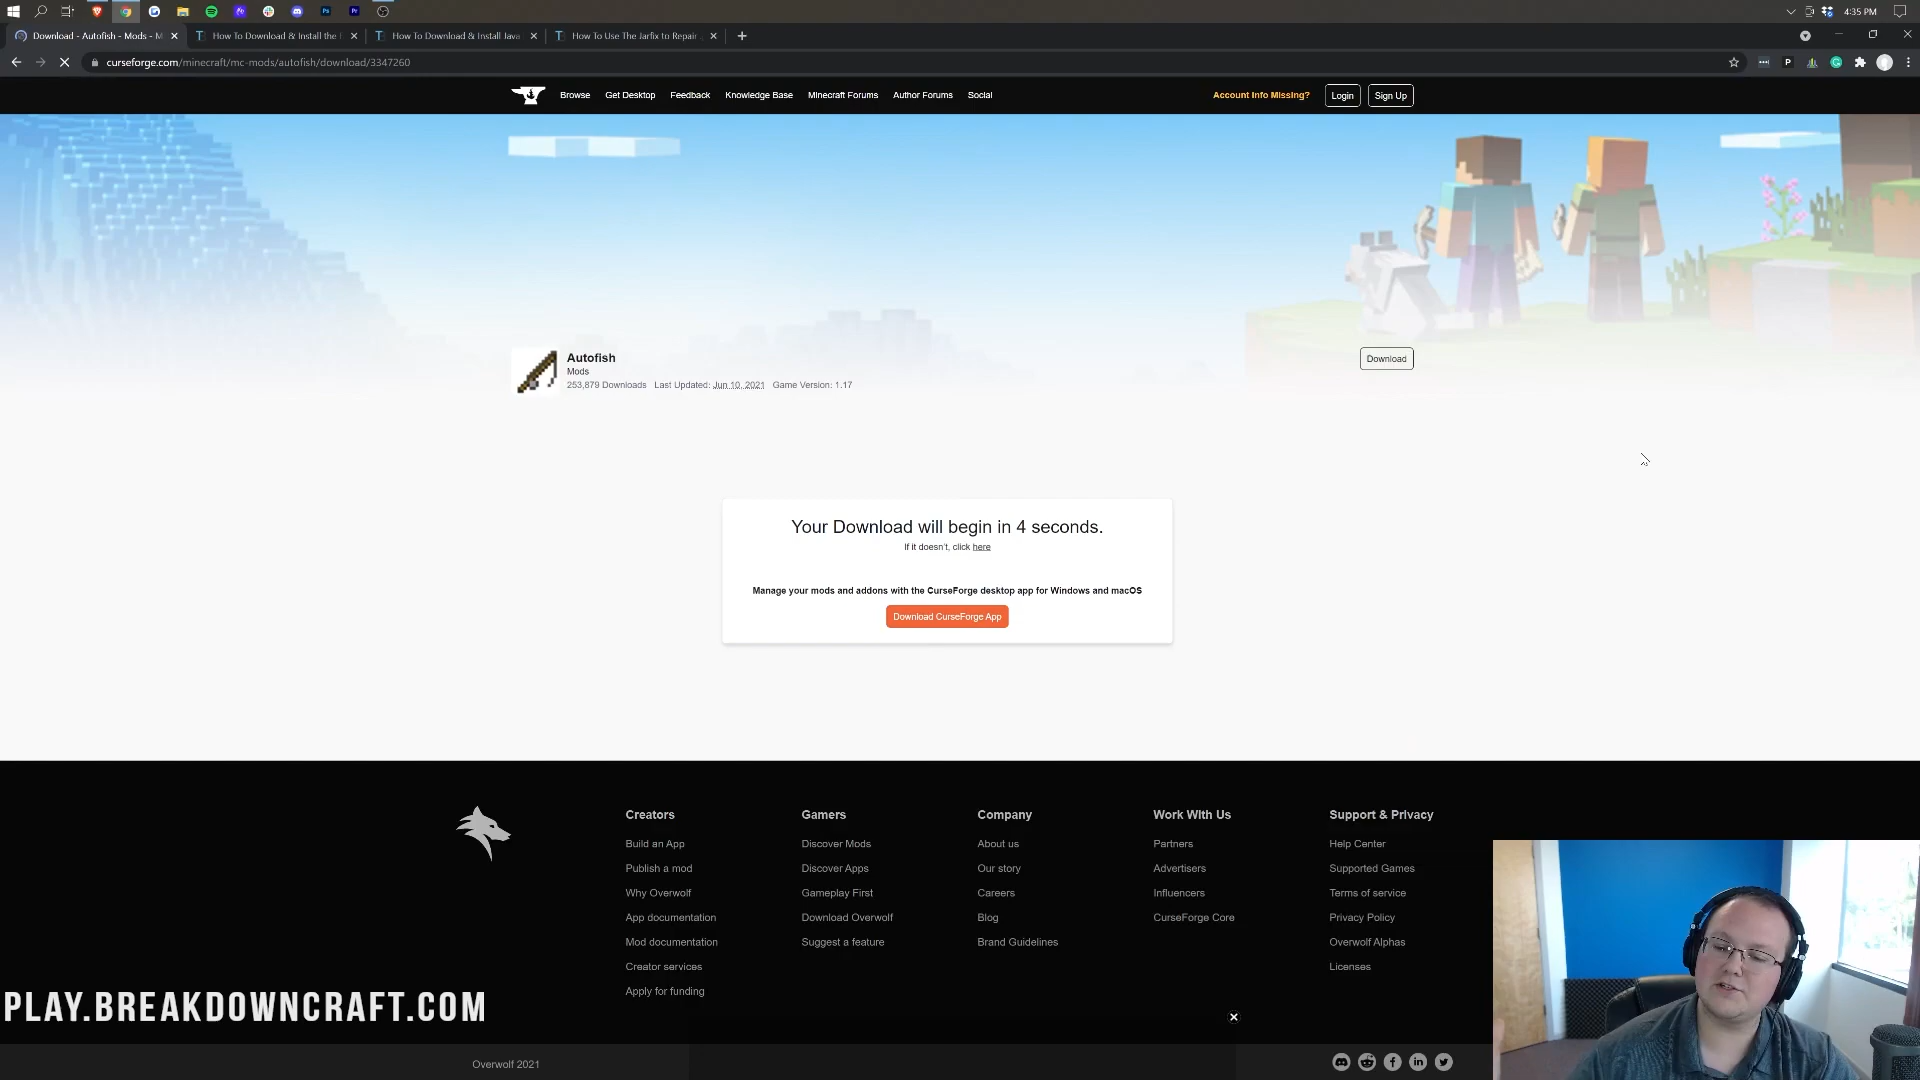 4:35 PM
Download - Autofish - Mods - M
How To Download & Install the
How To Download & Install Java
How To Use The Jarfix to Repair
curseforge.com/minecraft/mc-mods/autofish/download/3347260
Browse
Get Desktop
Feedback
Knowledge Base
Minecraft Forums
Author Forums
Social
Account Info Missing?
Login
Sign Up
Autofish
Mods
253,879 Downloads Last Updated: Jun 10, 2021 Game Version: 1.17
Download
Your Download will begin in 4 seconds.
If it doesn't, click here
Manage your mods and addons with the CurseForge desktop app for Windows and macOS
Download CurseForge App
Creators
Build an App
Publish a mod
Why Overwolf
App documentation
Mod documentation
Creator services
Apply for funding
Gamers
Discover Mods
Discover Apps
Gameplay First
Download Overwolf
Suggest a feature
Company
About us
Our story
Careers
Blog
Brand Guidelines
Work With Us
Partners
Advertisers
Influencers
CurseForge Core
Support & Privacy
Help Center
Supported Games
Terms of service
Privacy Policy
Overwolf Alphas
Licenses
PLAY.BREAKDOWNCRAFT.COM
Overwolf 2021